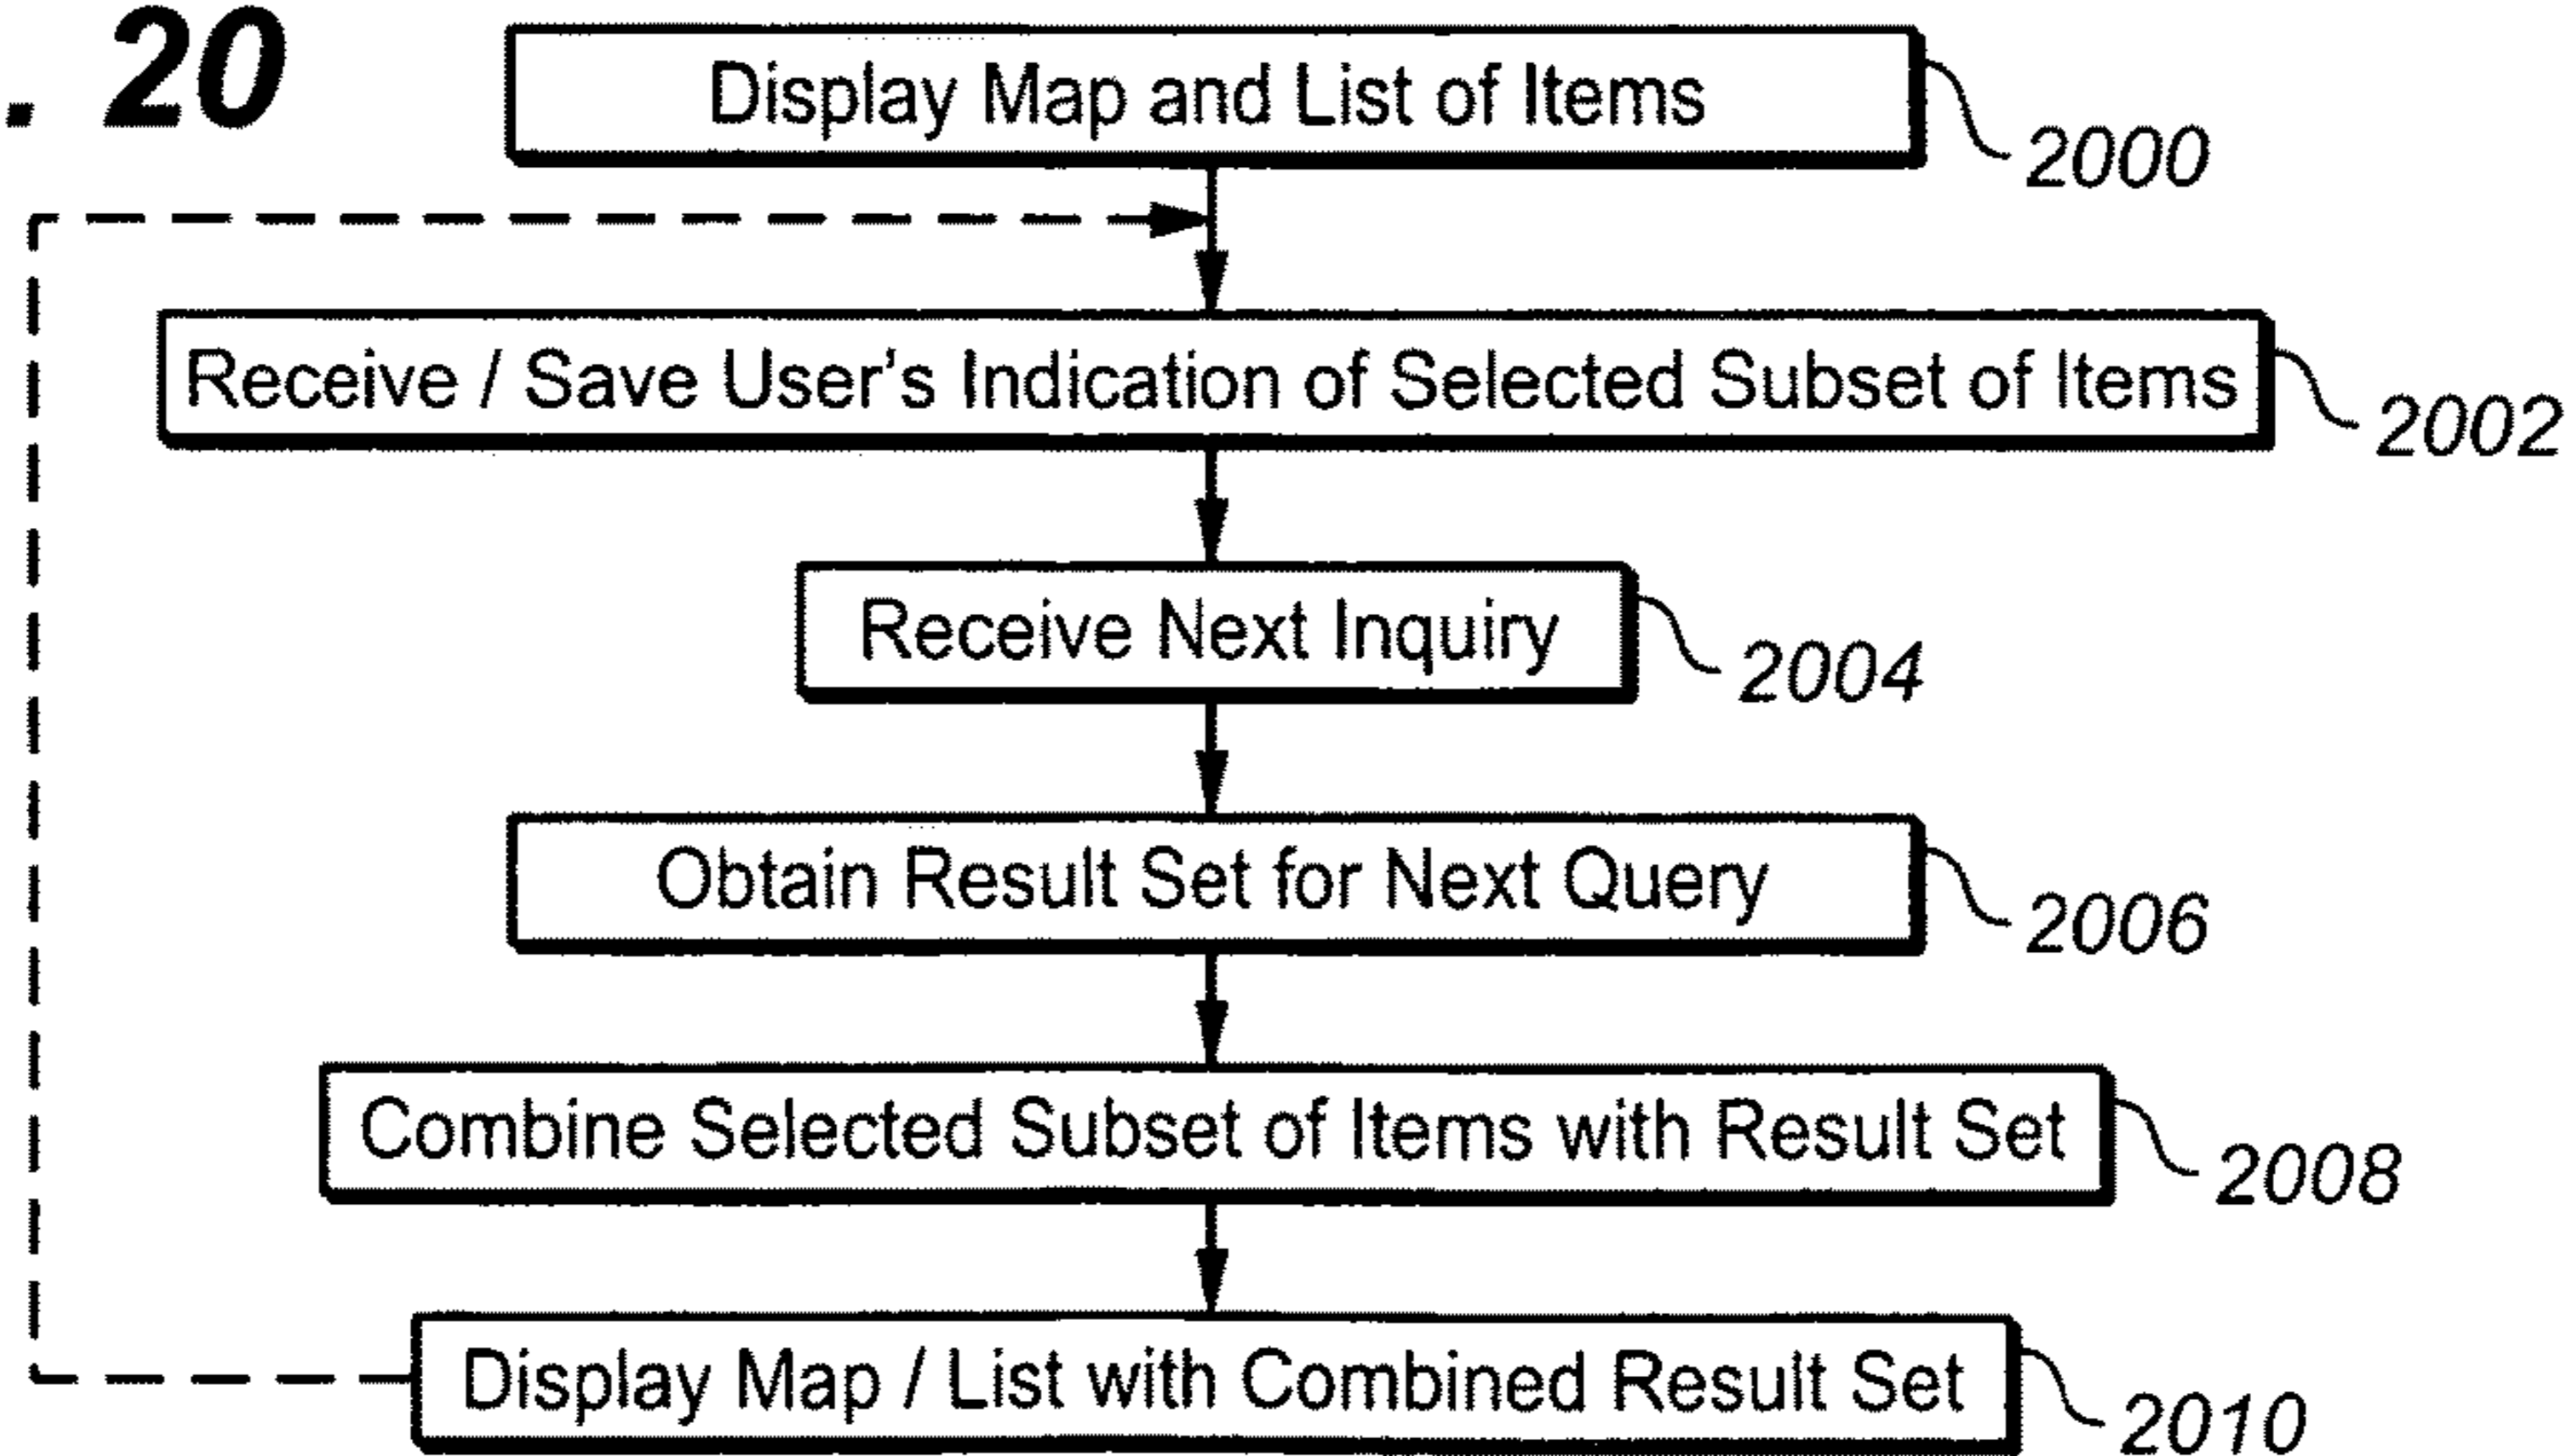 . 20
Display Map and List of Items
2000
Receive / Save User's Indication of Selected Subset of Items
2002
Receive Next Inquiry
2004
Obtain Result Set for Next Query
2006
Combine Selected Subset of Items with Result Set
2008
Display Map / List with Combined Result Set
2010